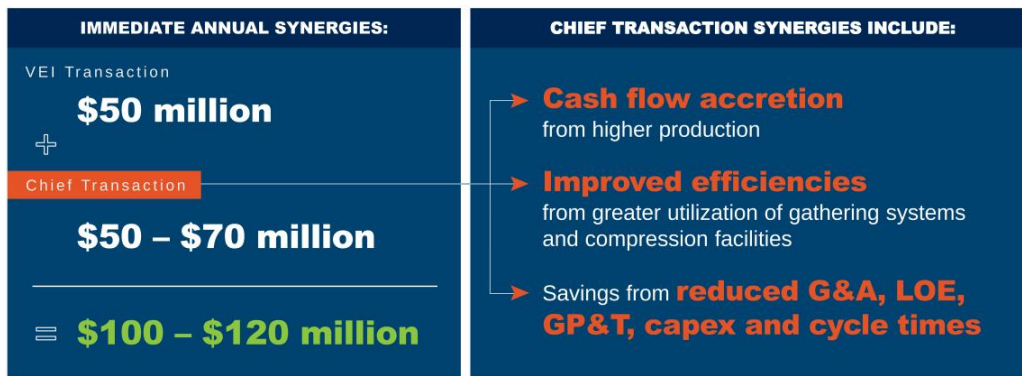 IMMEDIATE ANNUAL SYNERGIES:
VEI Transaction
$50 million
+
Chief Transaction
$50 – $70 million
= $100 – $120 million
CHIEF TRANSACTION SYNERGIES INCLUDE:
Cash flow accretion
from higher production
Improved efficiencies
from greater utilization of gathering systems
and compression facilities
Savings from reduced G&A, LOE,
GP&T, capex and cycle times